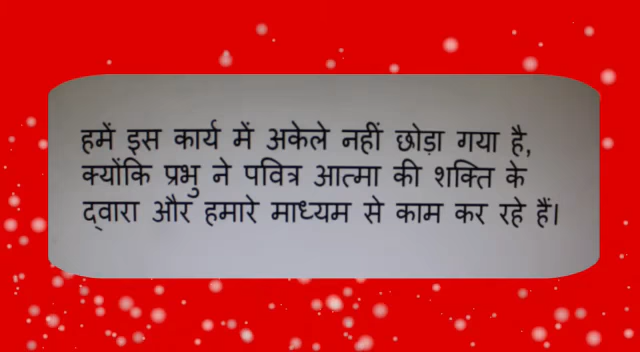 हमें इस कार्य में अकेले नहीं छोड़ा गया है,
क्योंकि प्रभु ने पवित्र आत्मा की शक्ति के
द्वारा और हमारे माध्यम से काम कर रहे हैं।